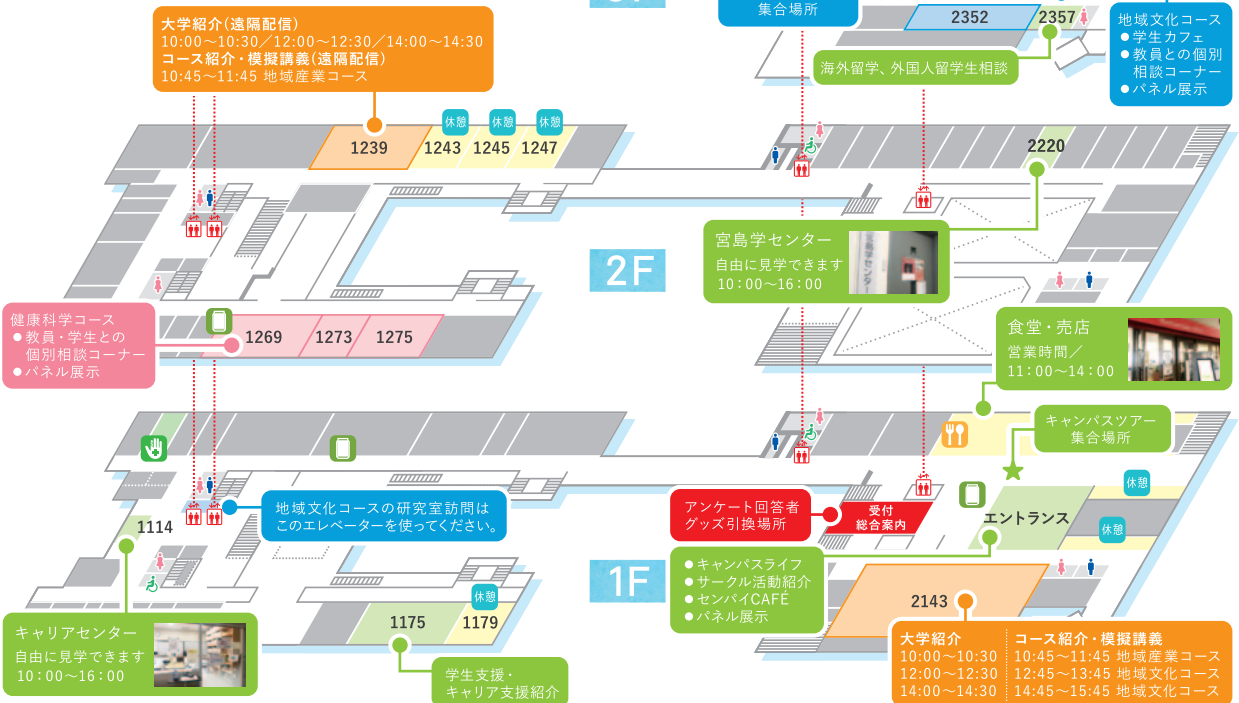 大学紹介(遠隔配信)
10:00〜10:30／12:00〜12:30／14:00〜14:30
コース紹介・模擬講義(遠隔配信)
10:45〜11:45 地域産業コース
集合場所
2352
2357
地域文化コース
●学生カフェ
●教員との個別
相談コーナー
●パネル展示
海外留学、外国人留学生相談
休憩
休憩
休憩
1239
1243
1245
1247
2220
宮島学センター
自由に見学できます
10:00〜16:00
宮島学センター
2F
健康科学コース
●教員・学生との
個別相談コーナー
●パネル展示
1269
1273
1275
食堂・売店
営業時間／
11:00〜14:00
キャンパスツアー
集合場所
地域文化コースの研究室訪問は
このエレベーターを使ってください。
アンケート回答者
グッズ引換場所
受付
総合案内
エントランス
休憩
休憩
1114
●キャンパスライフ
●サークル活動紹介
●センパイCAFÉ
●パネル展示
1F
2143
休憩
1175
1179
キャリアセンター
自由に見学できます
10:00〜16:00
学生支援・
キャリア支援紹介
大学紹介
10:00〜10:30
12:00〜12:30
14:00〜14:30
コース紹介・模擬講義
10:45〜11:45 地域産業コース
12:45〜13:45 地域文化コース
14:45〜15:45 地域文化コース